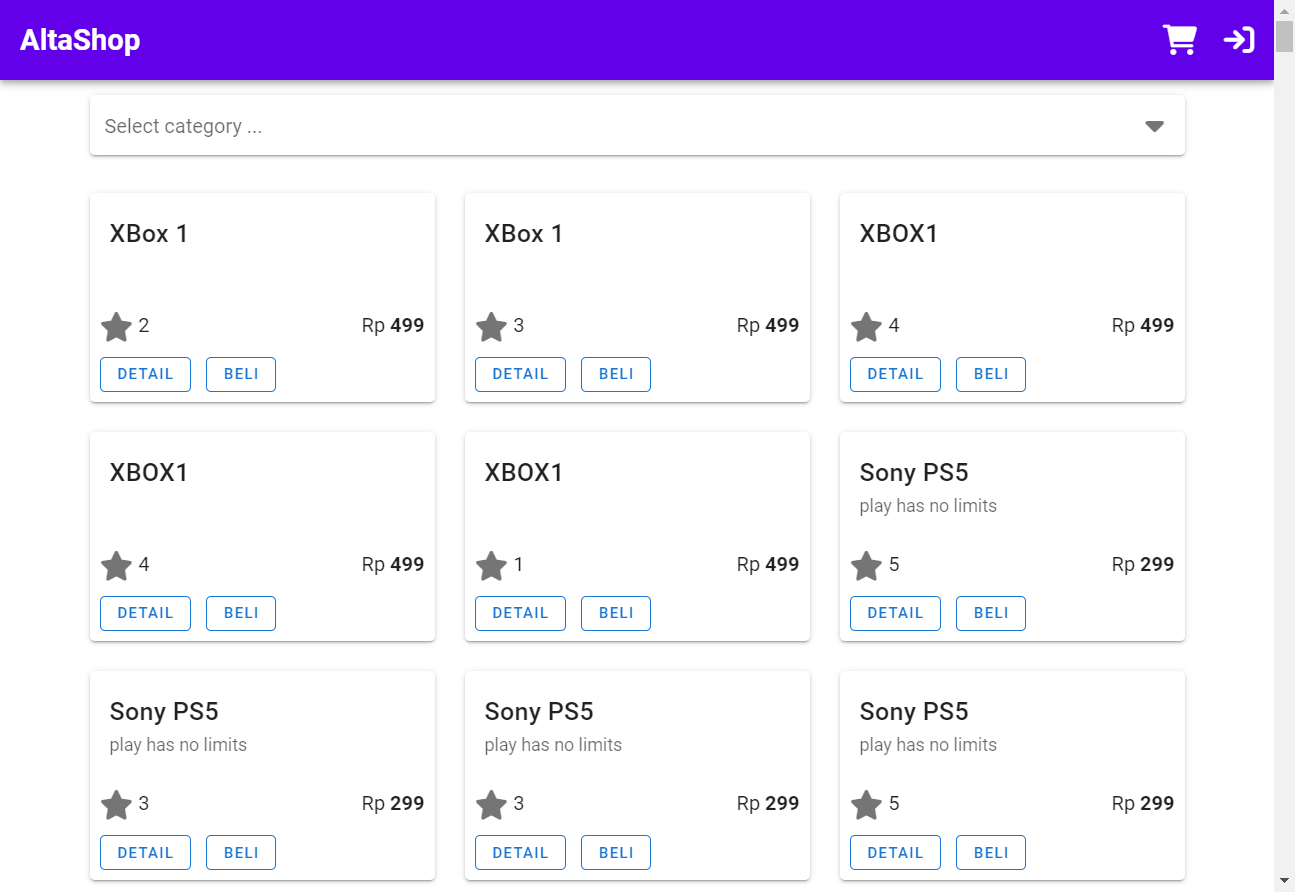 AltaShop
Select category ...
XBox 1
2
Rp 499
DETAIL
BELI
XBox 1
3
Rp 499
DETAIL
BELI
XBOX1
4
Rp 499
DETAIL
BELI
XBOX1
4
Rp 499
DETAIL
BELI
XBOX1
1
Rp 499
DETAIL
BELI
Sony PS5
play has no limits
5
Rp 299
DETAIL
BELI
Sony PS5
play has no limits
3
Rp 299
DETAIL
BELI
Sony PS5
play has no limits
3
Rp 299
DETAIL
BELI
Sony PS5
play has no limits
5
Rp 299
DETAIL
BELI